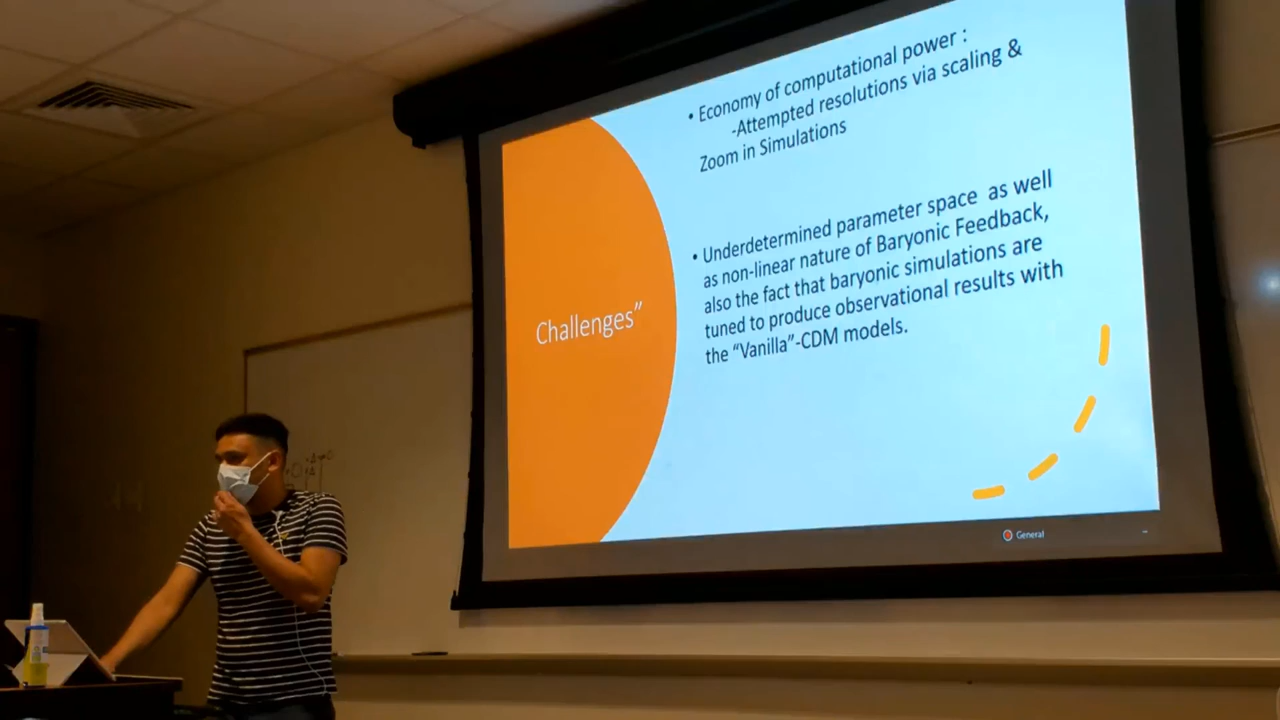 • Economy of computational power :
-Attempted resolutions via scaling &
Zoom in Simulations
• Underdetermined parameter space as well
as non-linear nature of Baryonic Feedback,
also the fact that baryonic simulations are
tuned to produce observational results with
the “Vanilla”-CDM models.
Challenges”
General